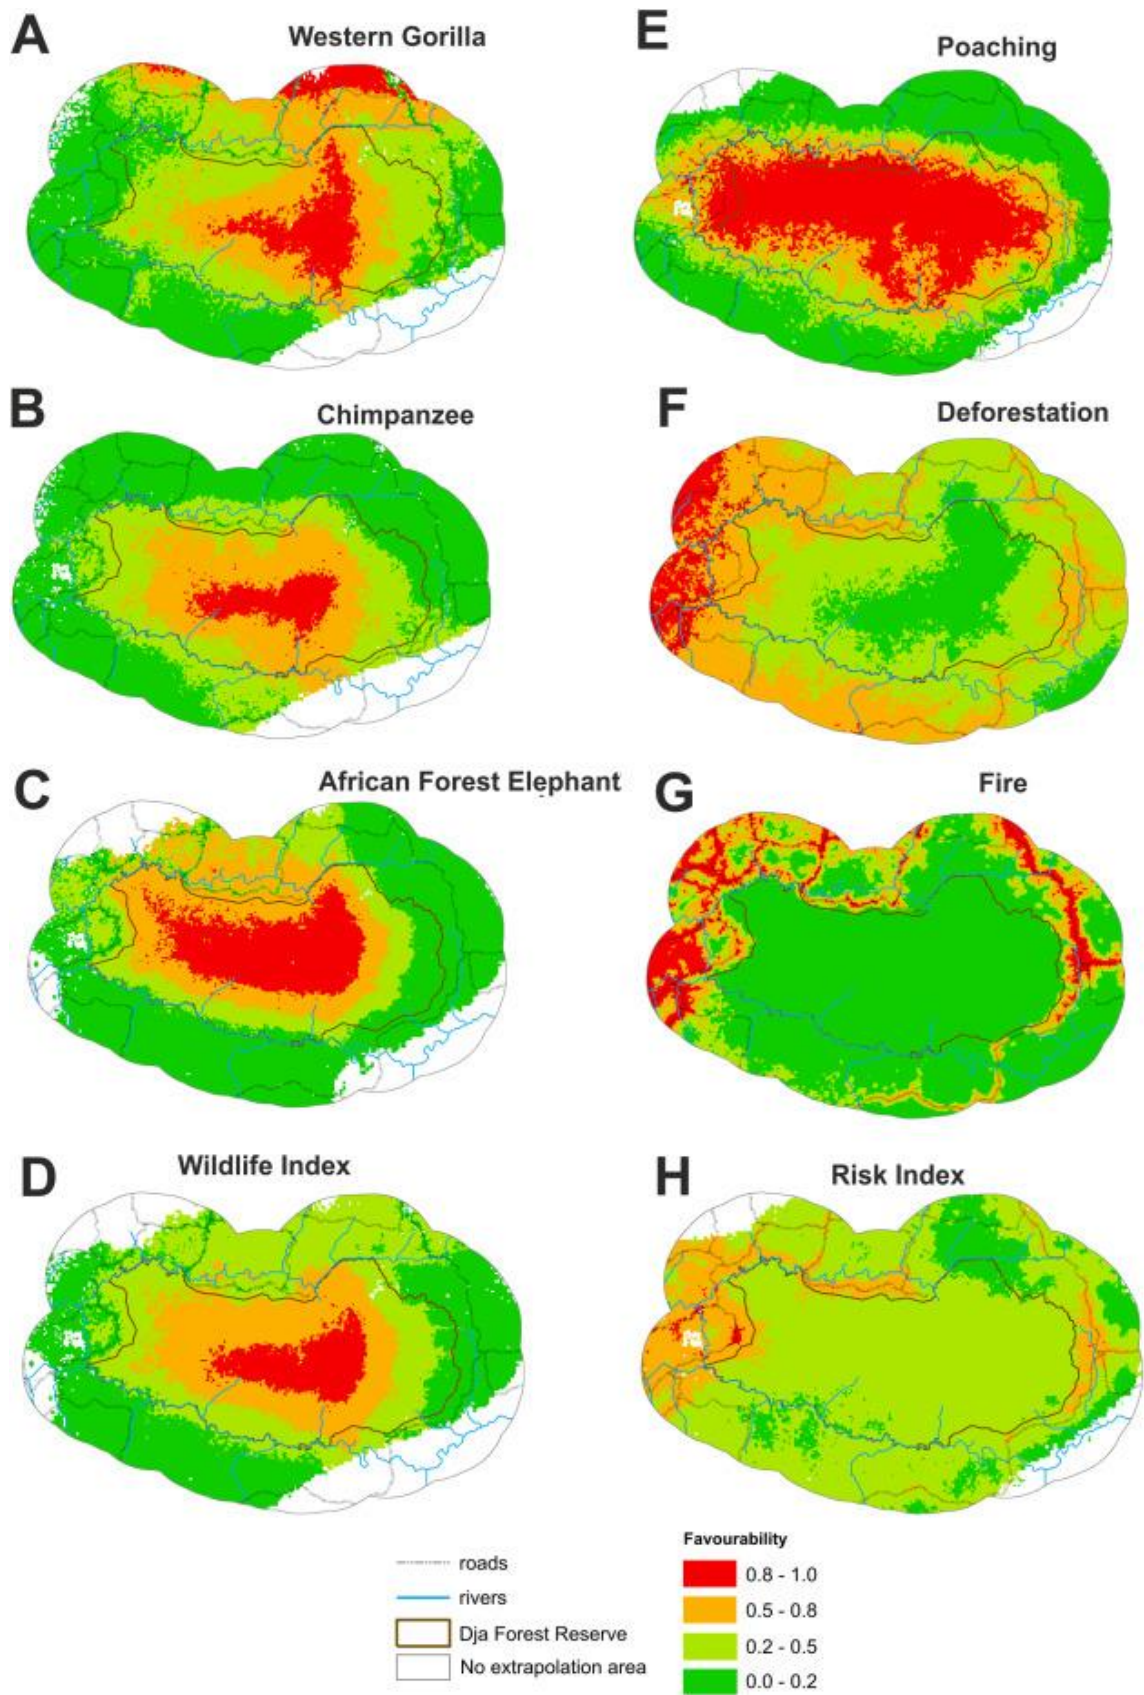 A
Western Gorilla
E
Poaching
B
Chimpanzee
F
Deforestation
C
African Forest Elephant
G
Fire
D
Wildlife Index
H
Risk Index
roads
rivers
Dja Forest Reserve
No extrapolation area
Favourability
0.8 - 1.0
0.5 - 0.8
0.2 - 0.5
0.0 - 0.2